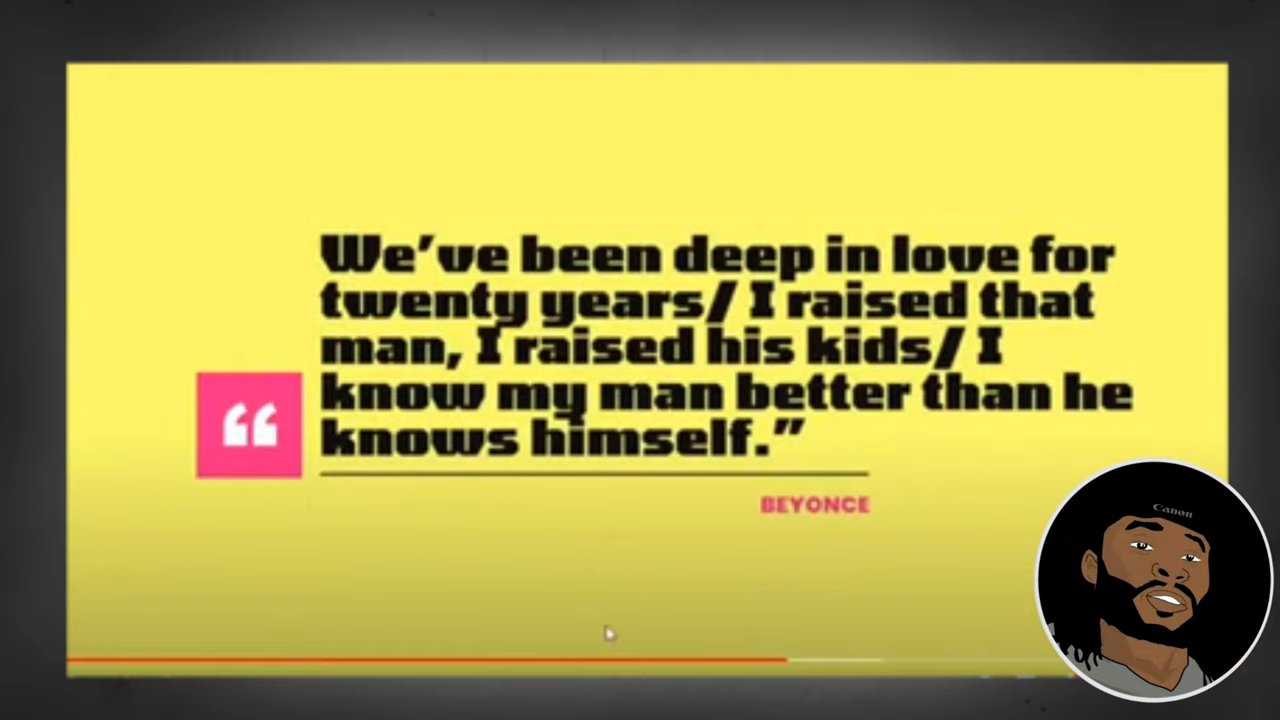 We've been deep in love for
twenty years/ I raised that
man, I raised his kids/ I
know my man better than he
knows himself.”
“
BEYONCE
Canon